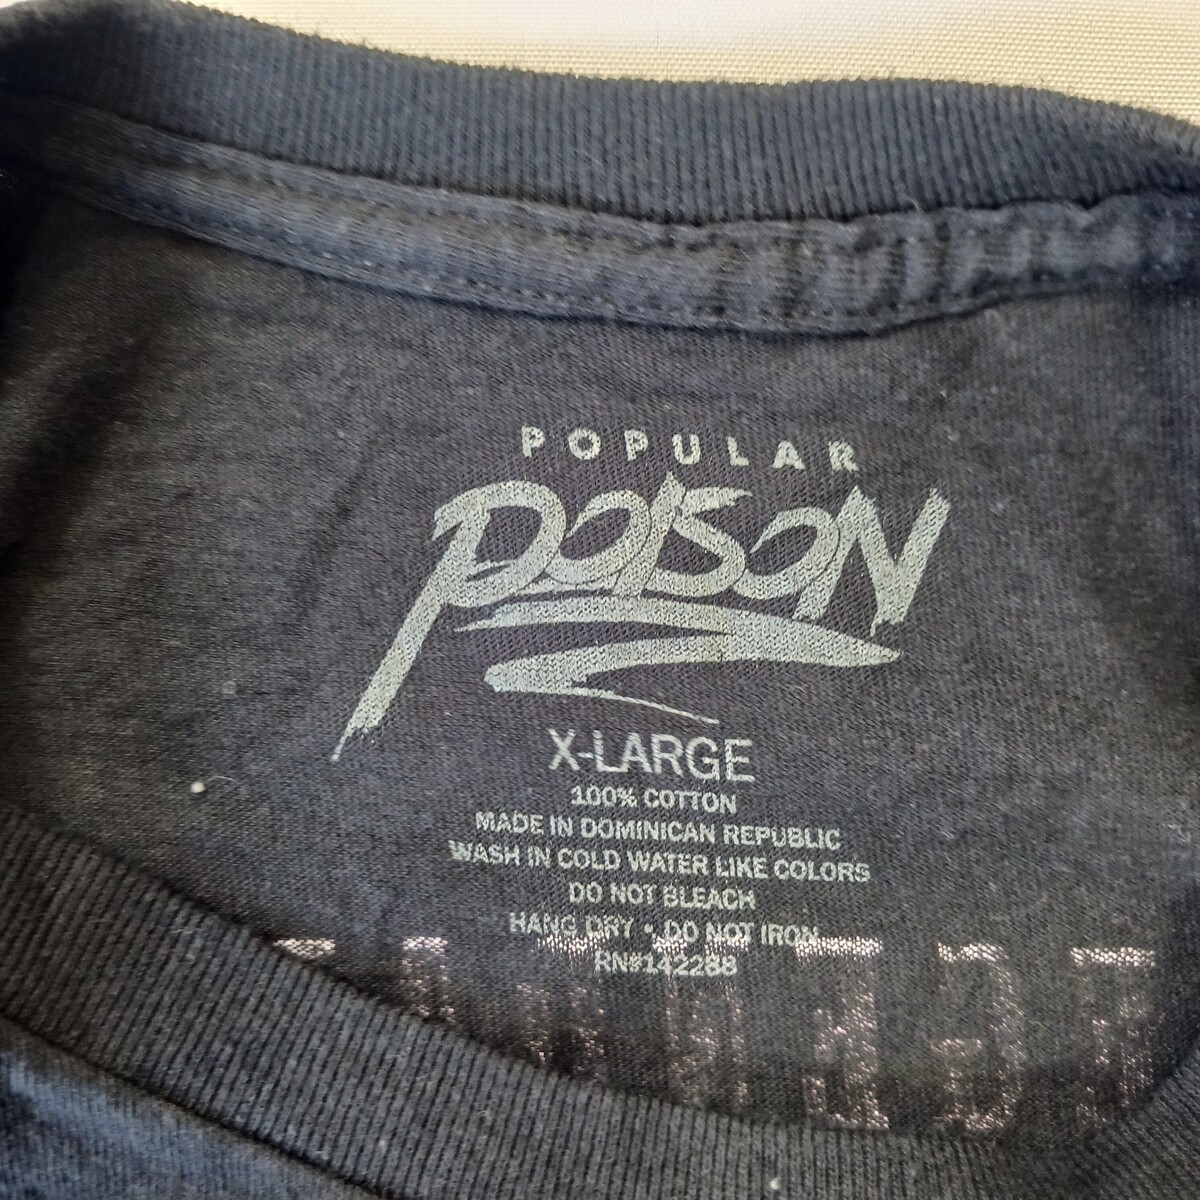 POPULAR
POISON
X-LARGE
100% COTTON
MADE IN DOMINICAN REPUBLIC
WASH IN COLD WATER LIKE COLORS
DO NOT BLEACH
HANG DRY • DO NOT IRON
RN#142288